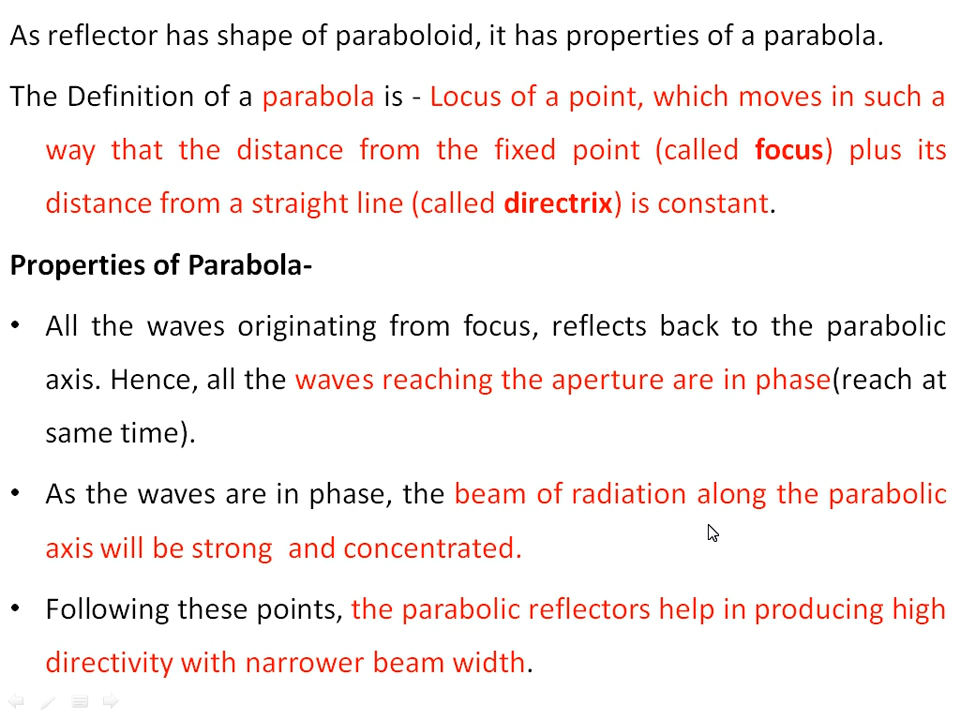 As reflector has shape of paraboloid, it has properties of a parabola.
The Definition of a parabola is - Locus of a point, which moves in such a
way that the distance from the fixed point (called focus) plus its
distance from a straight line (called directrix) is constant.
Properties of Parabola-
• All the waves originating from focus, reflects back to the parabolic
axis. Hence, all the waves reaching the aperture are in phase(reach at
same time).
• As the waves are in phase, the beam of radiation along the parabolic
axis will be strong and concentrated.
• Following these points, the parabolic reflectors help in producing high
directivity with narrower beam width.